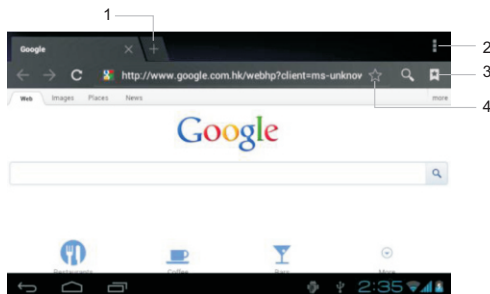 1
Google
2
http://www.google.com.hk/webhp?client=ms-unknov
3
Web Images Places News more
4
Google
Restaurants Coffee Bars More
2:35